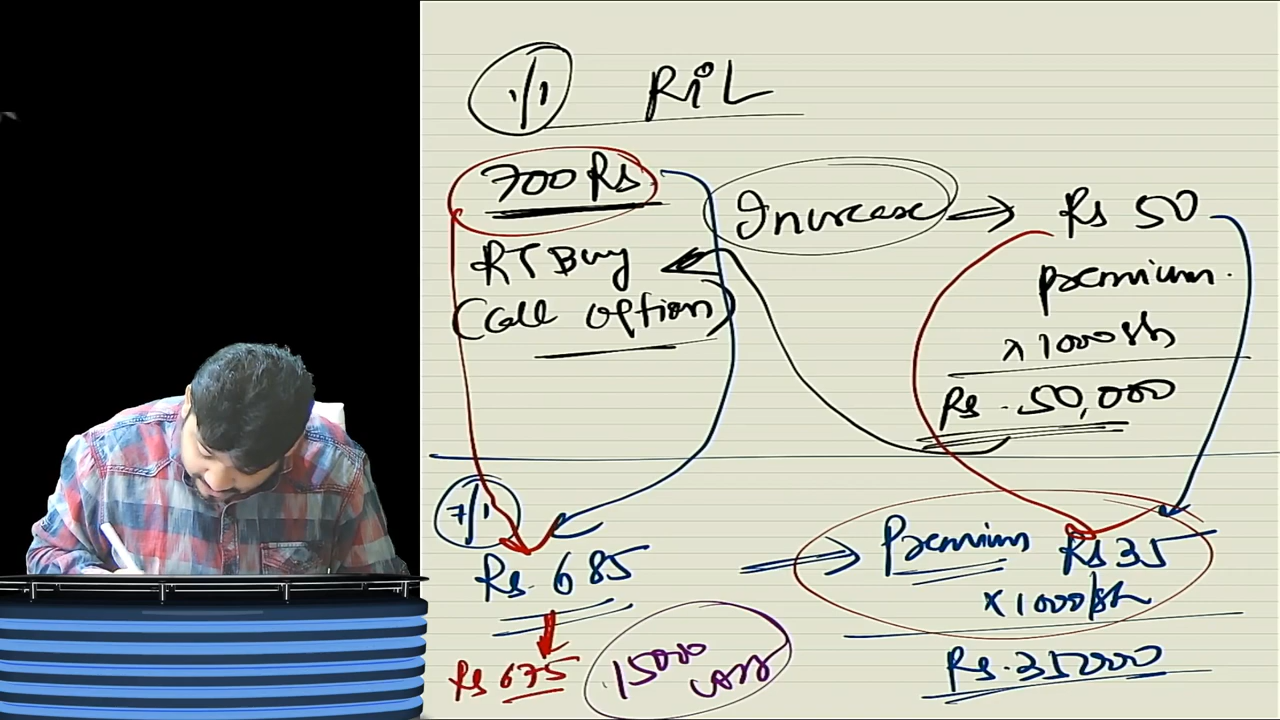 1/1 RiL
700 Rs. Increase => Rs 50
RT Buy premium.
(Call option) x 1000 sh
Rs. 50,000
7/1
Rs. 685 => Premium Rs 35
x 1000/sh
Rs 675 15000 Loss Rs. 35000